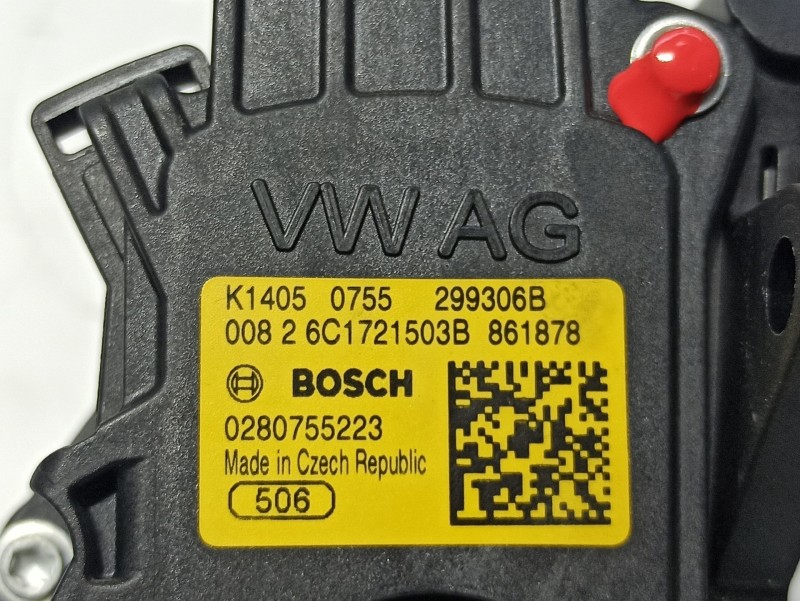 VW AG
K1405 0755 299306B
008 2 6C1721503B 861878
BOSCH
0280755223
Made in Czech Republic
506